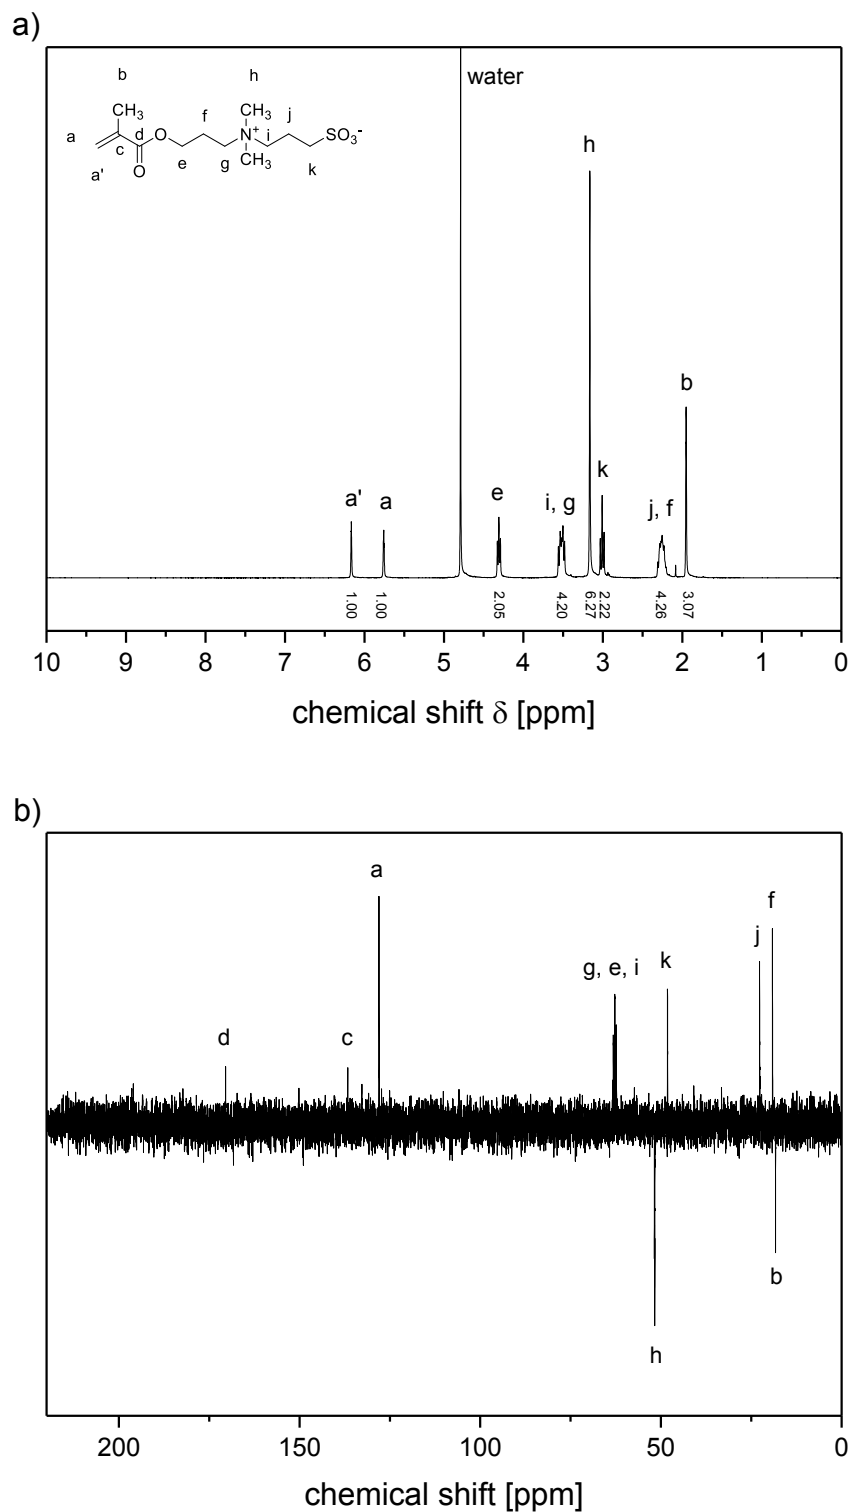 a)
water
b
h
CH₃
f
CH₃
j
a
d
O
N⁺
i
SO₃⁻
c
e
g
CH₃
k
a'
O
h
b
k
e
i, g
j, f
a'
a
1.00
1.00
2.05
4.20
6.27
2.22
4.26
3.07
10 9 8 7 6 5 4 3 2 1 0
chemical shift δ [ppm]
b)
a
f
j
g, e, i
k
d
c
b
h
200 150 100 50 0
chemical shift [ppm]